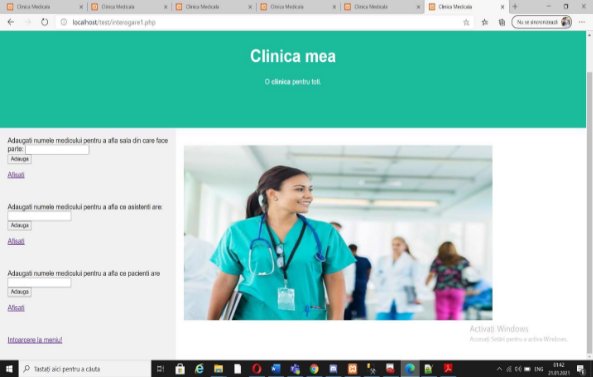 Clinica Medicala
Clinica Medicala
Clinica Medicala
Clinica Medicala
Clinica Medicala
Clinica Medicala
localhost/test/interogare1.php
Nu se sincronizează
Clinica mea
O clinica pentru toti.
Adaugati numele medicului pentru a afla sala din care face
parte:
Adauga
Afisati
Adaugati numele medicului pentru a afla ce asistenti are:
Adauga
Afisati
Adaugati numele medicului pentru a afla ce pacienti are
Adauga
Afisati
Intoarcere la meniu!
Activați Windows
Accesați Setări pentru a activa Windows.
Tastați aici pentru a căuta
ENG
01:42
21.01.2021